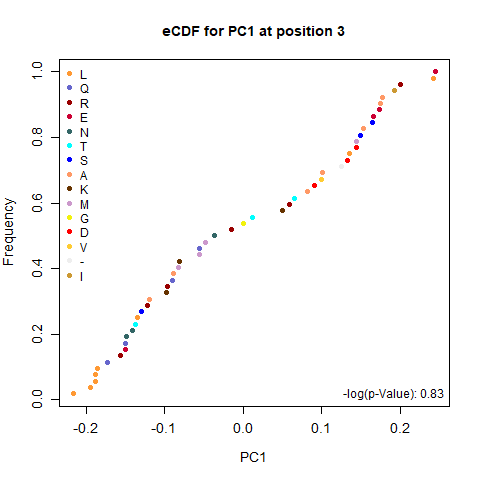 eCDF for PC1 at position 3
Frequency
1.0
0.8
0.6
0.4
0.2
0.0
L
Q
R
E
N
T
S
A
K
M
G
D
V
-
I
-log(p-Value): 0.83
-0.2
-0.1
0.0
0.1
0.2
PC1